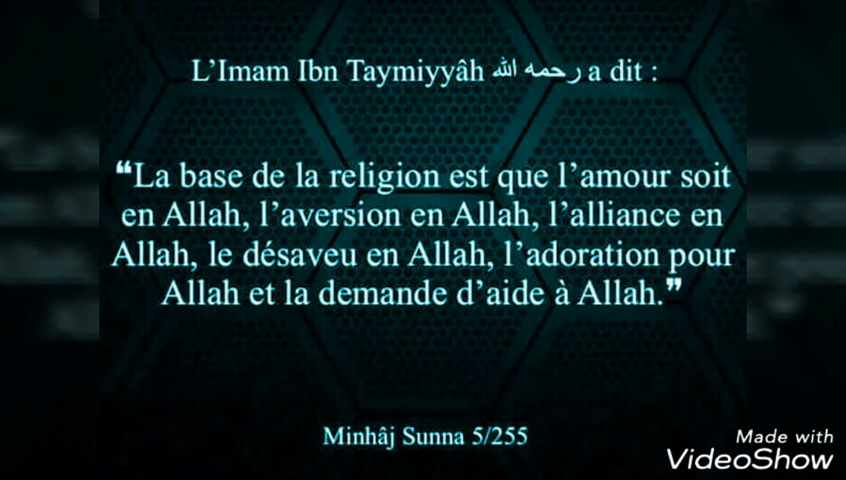 L’Imam Ibn Taymiyyâh رحمه الله a dit :
❝La base de la religion est que l’amour soit
en Allah, l’aversion en Allah, l’alliance en
Allah, le désaveu en Allah, l’adoration pour
Allah et la demande d’aide à Allah.❞
Minhâj Sunna 5/255
Made with
VideoShow